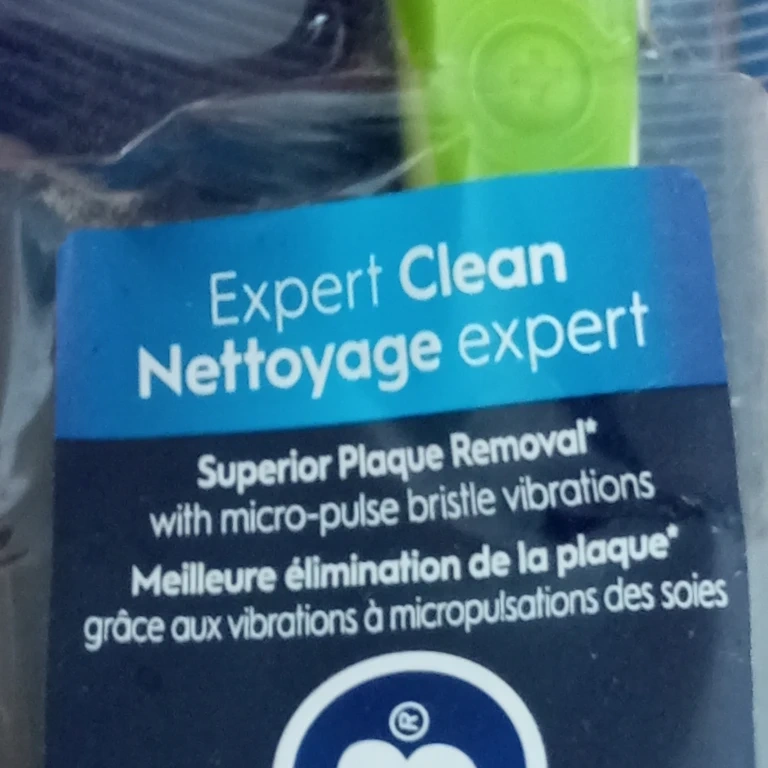 Expert Clean
Nettoyage expert
Superior Plaque Removal*
with micro-pulse bristle vibrations
Meilleure élimination de la plaque*
grâce aux vibrations à micropulsations des soies
®